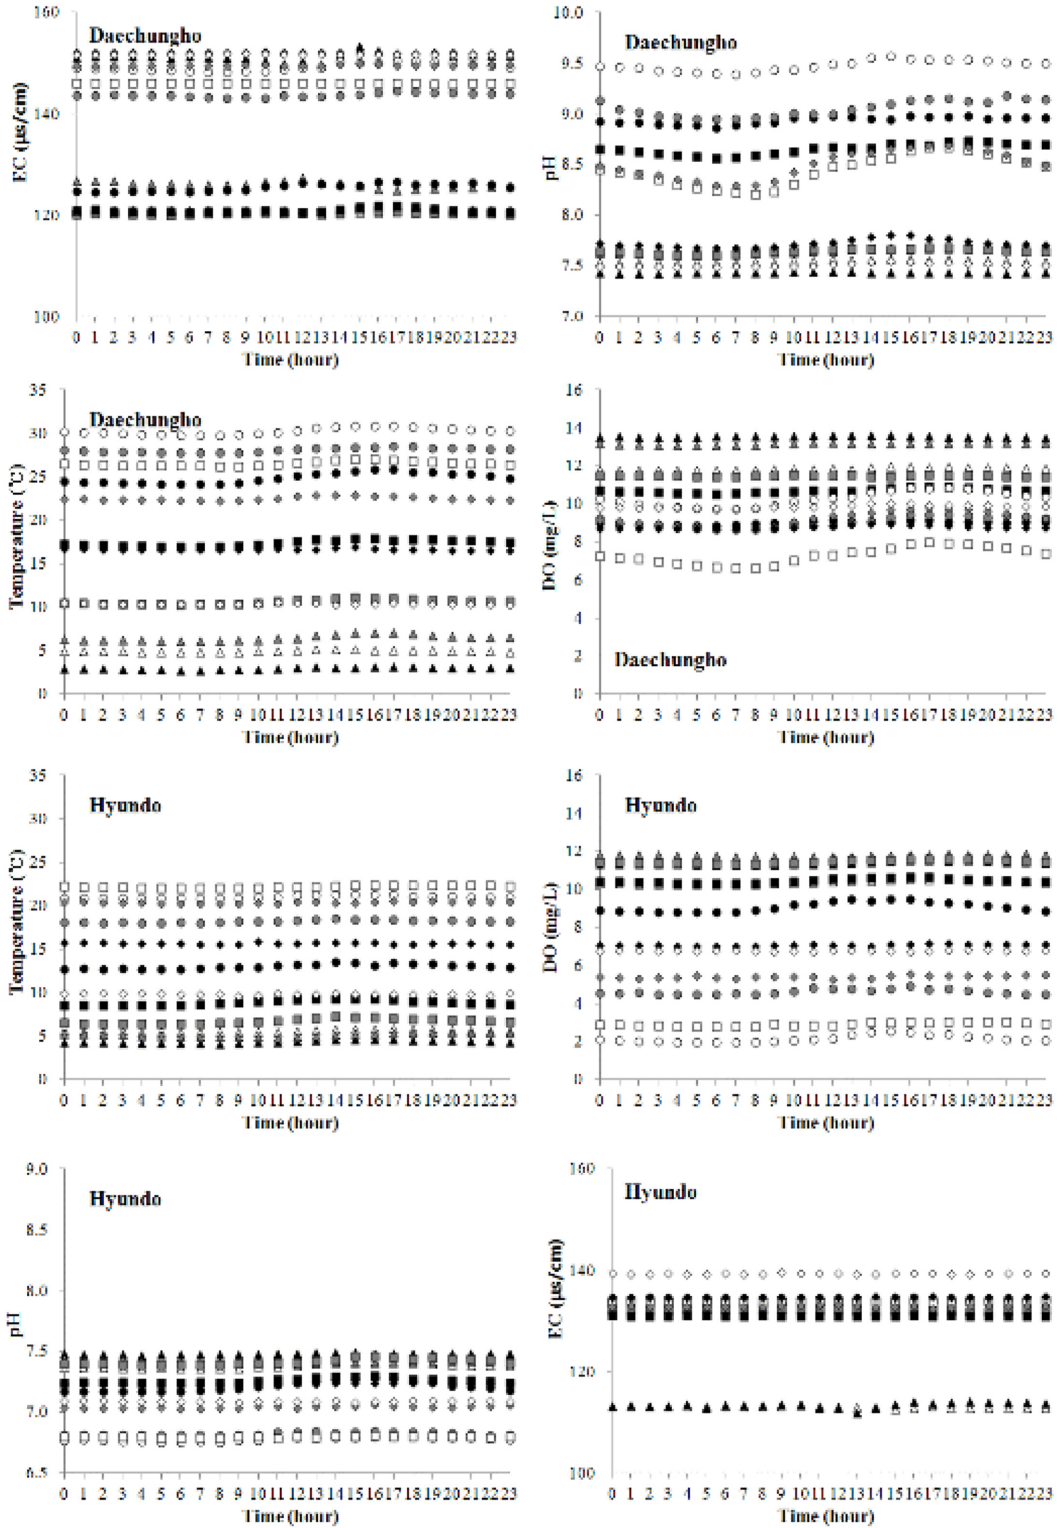 160
Daechungho
140
EC (µs/cm)
120
100
0 1 2 3 4 5 6 7 8 9 10 11 12 13 14 15 16 17 18 19 20 21 22 23
Time (hour)
10.0
Daechungho
9.5
9.0
8.5
pH
8.0
7.5
7.0
0 1 2 3 4 5 6 7 8 9 10 11 12 13 14 15 16 17 18 19 20 21 22 23
Time (hour)
35
Daechungho
30
25
20
Temperature (℃)
15
10
5
0
0 1 2 3 4 5 6 7 8 9 10 11 12 13 14 15 16 17 18 19 20 21 22 23
Time (hour)
16
14
12
10
DO (mg/L)
8
6
4
2
Daechungho
0
0 1 2 3 4 5 6 7 8 9 10 11 12 13 14 15 16 17 18 19 20 21 22 23
Time (hour)
35
Hyundo
30
25
20
Temperature (℃)
15
10
5
0
0 1 2 3 4 5 6 7 8 9 10 11 12 13 14 15 16 17 18 19 20 21 22 23
Time (hour)
16
Hyundo
14
12
10
DO (mg/L)
8
6
4
2
0
0 1 2 3 4 5 6 7 8 9 10 11 12 13 14 15 16 17 18 19 20 21 22 23
Time (hour)
9.0
Hyundo
8.5
8.0
pH
7.5
7.0
6.5
0 1 2 3 4 5 6 7 8 9 10 11 12 13 14 15 16 17 18 19 20 21 22 23
Time (hour)
160
Hyundo
140
EC (µs/cm)
120
100
0 1 2 3 4 5 6 7 8 9 10 11 12 13 14 15 16 17 18 19 20 21 22 23
Time (hour)